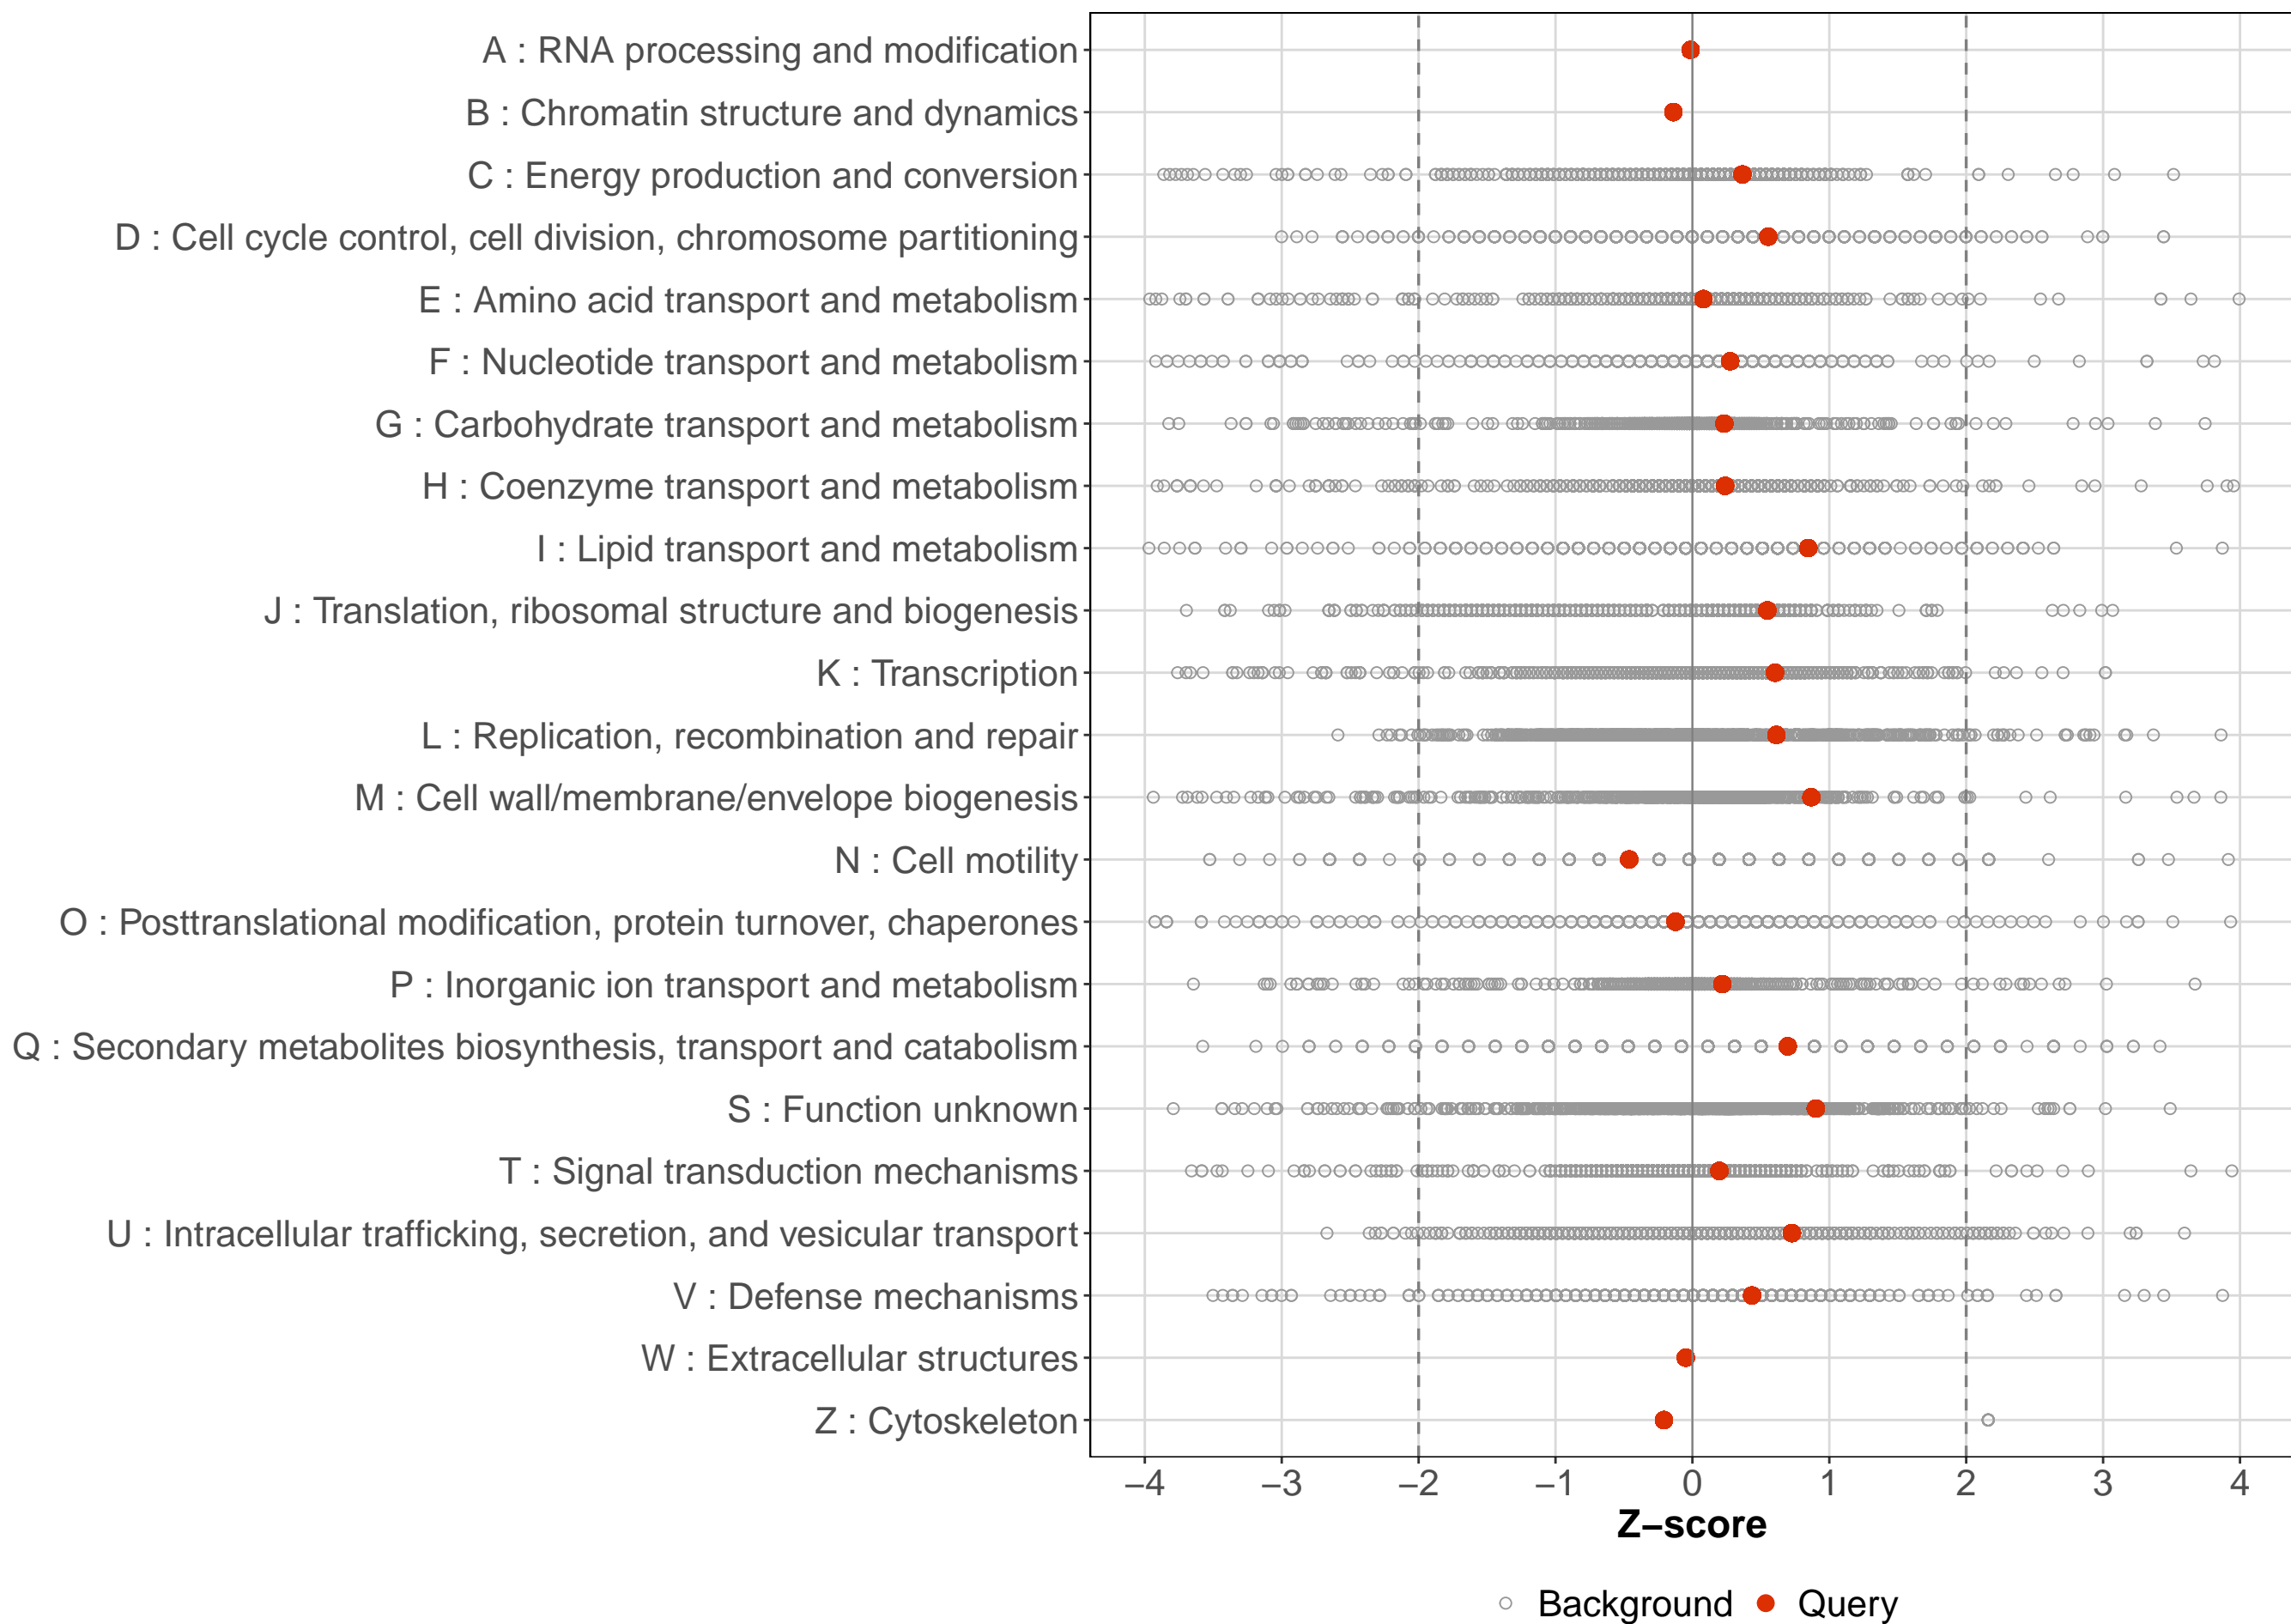 A : RNA processing and modification
B : Chromatin structure and dynamics
C : Energy production and conversion
D : Cell cycle control, cell division, chromosome partitioning
E : Amino acid transport and metabolism
F : Nucleotide transport and metabolism
G : Carbohydrate transport and metabolism
H : Coenzyme transport and metabolism
I : Lipid transport and metabolism
J : Translation, ribosomal structure and biogenesis
K : Transcription
L : Replication, recombination and repair
M : Cell wall/membrane/envelope biogenesis
N : Cell motility
O : Posttranslational modification, protein turnover, chaperones
P : Inorganic ion transport and metabolism
Q : Secondary metabolites biosynthesis, transport and catabolism
S : Function unknown
T : Signal transduction mechanisms
U : Intracellular trafficking, secretion, and vesicular transport
V : Defense mechanisms
W : Extracellular structures
Z : Cytoskeleton
−4 −3 −2 −1 0 1 2 3 4
Z−score
Background Query